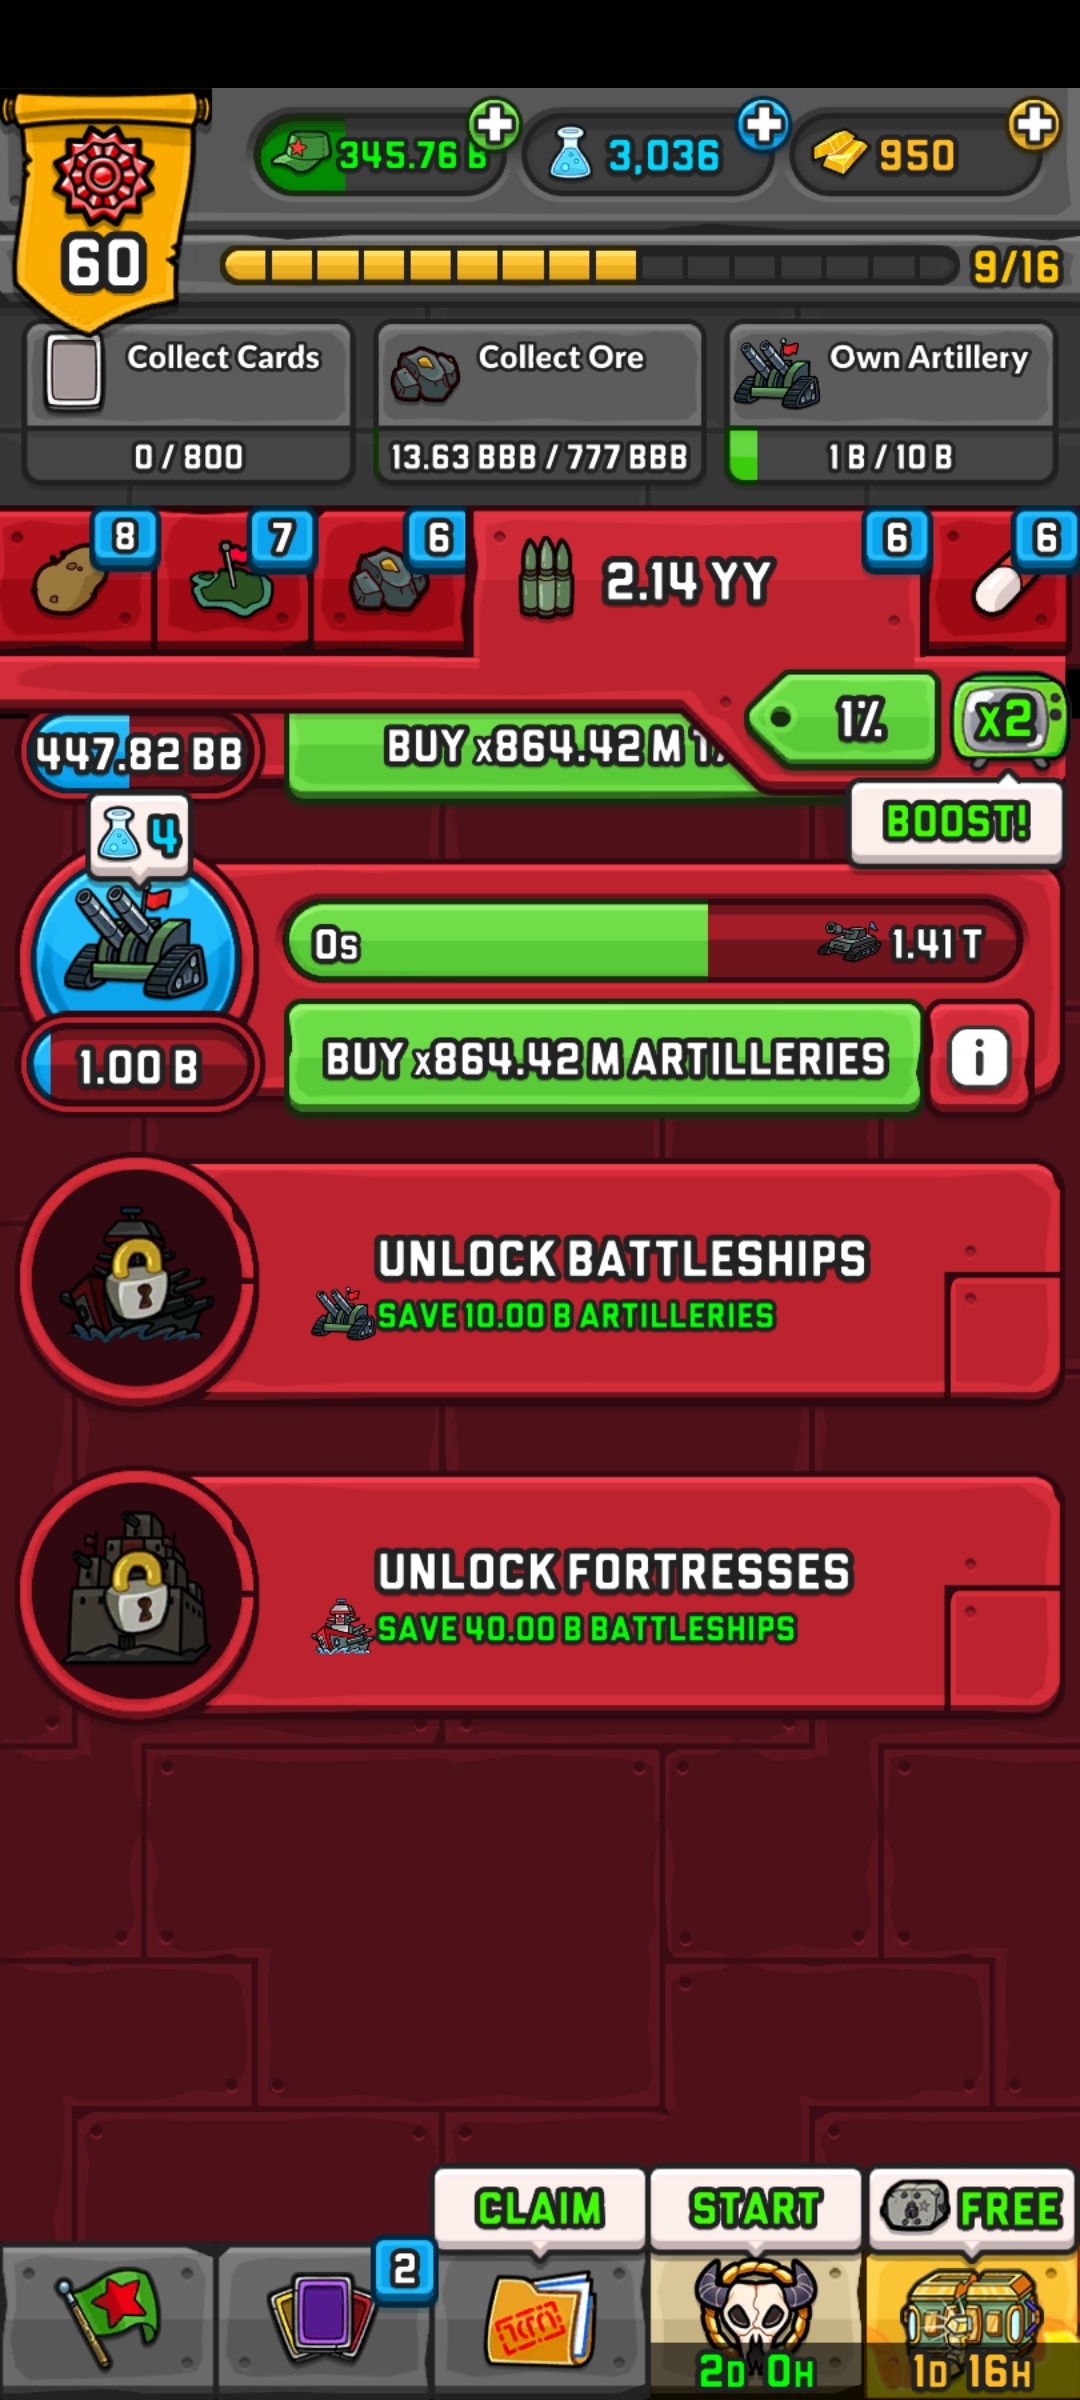 60
345.76 B
3,036
950
9/16
Collect Cards
0 / 800
Collect Ore
13.63 BBB / 777 BBB
Own Artillery
1 B / 10 B
8
7
6
2.14 YY
6
6
1%
x2
447.82 BB
BUY x864.42 M
BOOST!
4
0s
1.41 T
1.00 B
BUY x864.42 M ARTILLERIES
i
UNLOCK BATTLESHIPS
SAVE 10.00 B ARTILLERIES
UNLOCK FORTRESSES
SAVE 40.00 B BATTLESHIPS
CLAIM
START
FREE
2
2D 0H
1D 16H